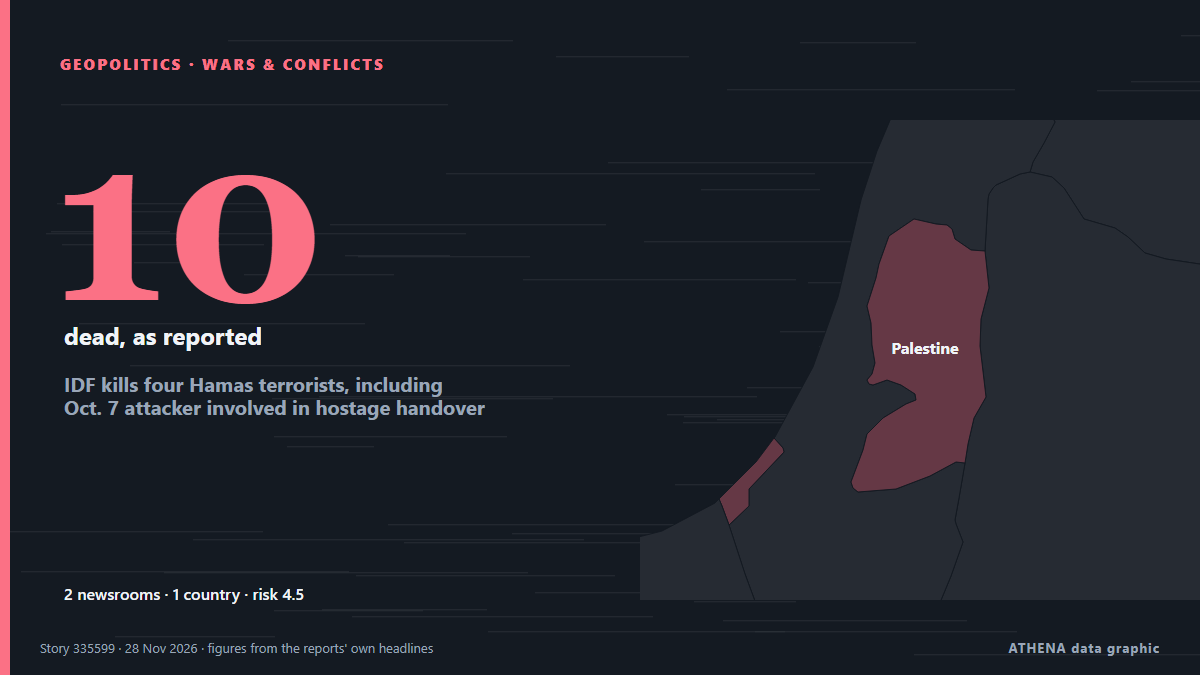 GEOPOLITICS · WARS & CONFLICTS
10
dead, as reported
IDF kills four Hamas terrorists, including
Oct. 7 attacker involved in hostage handover
Palestine
2 newsrooms · 1 country · risk 4.5
Story 335599 · 28 Nov 2026 · figures from the reports' own headlines
ATHENA data graphic